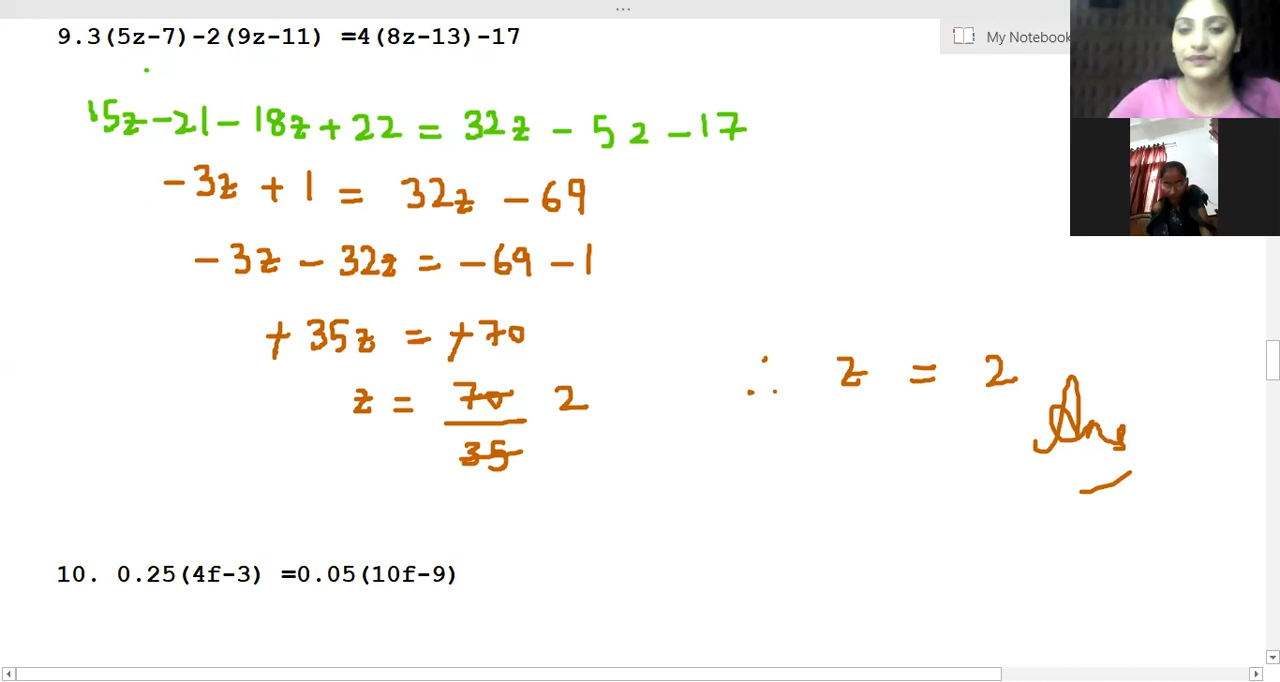 9.3(5z-7)-2(9z-11) =4(8z-13)-17
My Notebook
15z - 21 - 18z + 22 = 32z - 52 - 17
-3z + 1 = 32z - 69
-3z - 32z = -69 - 1
+ 35z = + 70
z = 70/35 2
∴ z = 2
Ans
10. 0.25(4f-3) =0.05(10f-9)